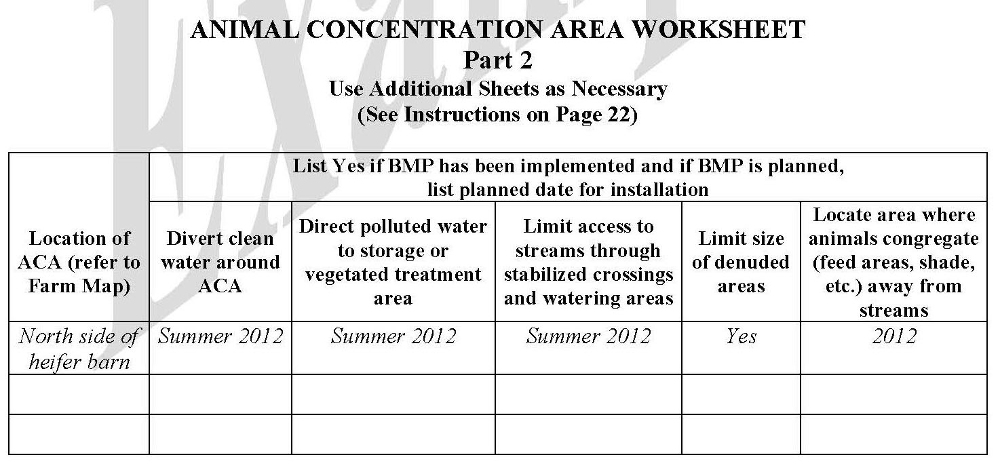 ANIMAL CONCENTRATION AREA WORKSHEET
Part 2
Use Additional Sheets as Necessary
(See Instructions on Page 22)
List Yes if BMP has been implemented and if BMP is planned,
list planned date for installation
Location of
ACA (refer to
Farm Map)
Divert clean
water around
ACA
Direct polluted water
to storage or
vegetated treatment
area
Limit access to
streams through
stabilized crossings
and watering areas
Limit size
of denuded
areas
Locate area where
animals congregate
(feed areas, shade,
etc.) away from
streams
North side of
heifer barn
Summer 2012
Summer 2012
Summer 2012
Yes
2012